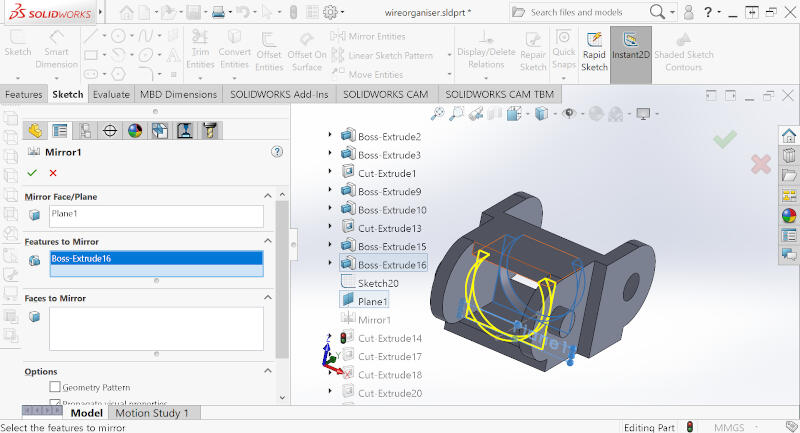 SOLIDWORKS
wireorganiser.sldprt *
Search files and models
Sketch
Smart Dimension
Trim Entities
Convert Entities
Offset Entities
Offset On Surface
Mirror Entities
Linear Sketch Pattern
Move Entities
Display/Delete Relations
Repair Sketch
Quick Snaps
Rapid Sketch
Instant2D
Shaded Sketch Contours
Features
Sketch
Evaluate
MBD Dimensions
SOLIDWORKS Add-Ins
SOLIDWORKS CAM
SOLIDWORKS CAM TBM
Mirror1
Mirror Face/Plane
Plane1
Features to Mirror
Boss-Extrude16
Faces to Mirror
Options
Geometry Pattern
Propagate visual properties
Boss-Extrude2
Boss-Extrude3
Cut-Extrude1
Boss-Extrude9
Boss-Extrude10
Cut-Extrude13
Boss-Extrude15
Boss-Extrude16
Sketch20
Plane1
Mirror1
Cut-Extrude14
Cut-Extrude17
Cut-Extrude18
Cut-Extrude20
Plane1
Model
Motion Study 1
Select the features to mirror
Editing Part
MMGS